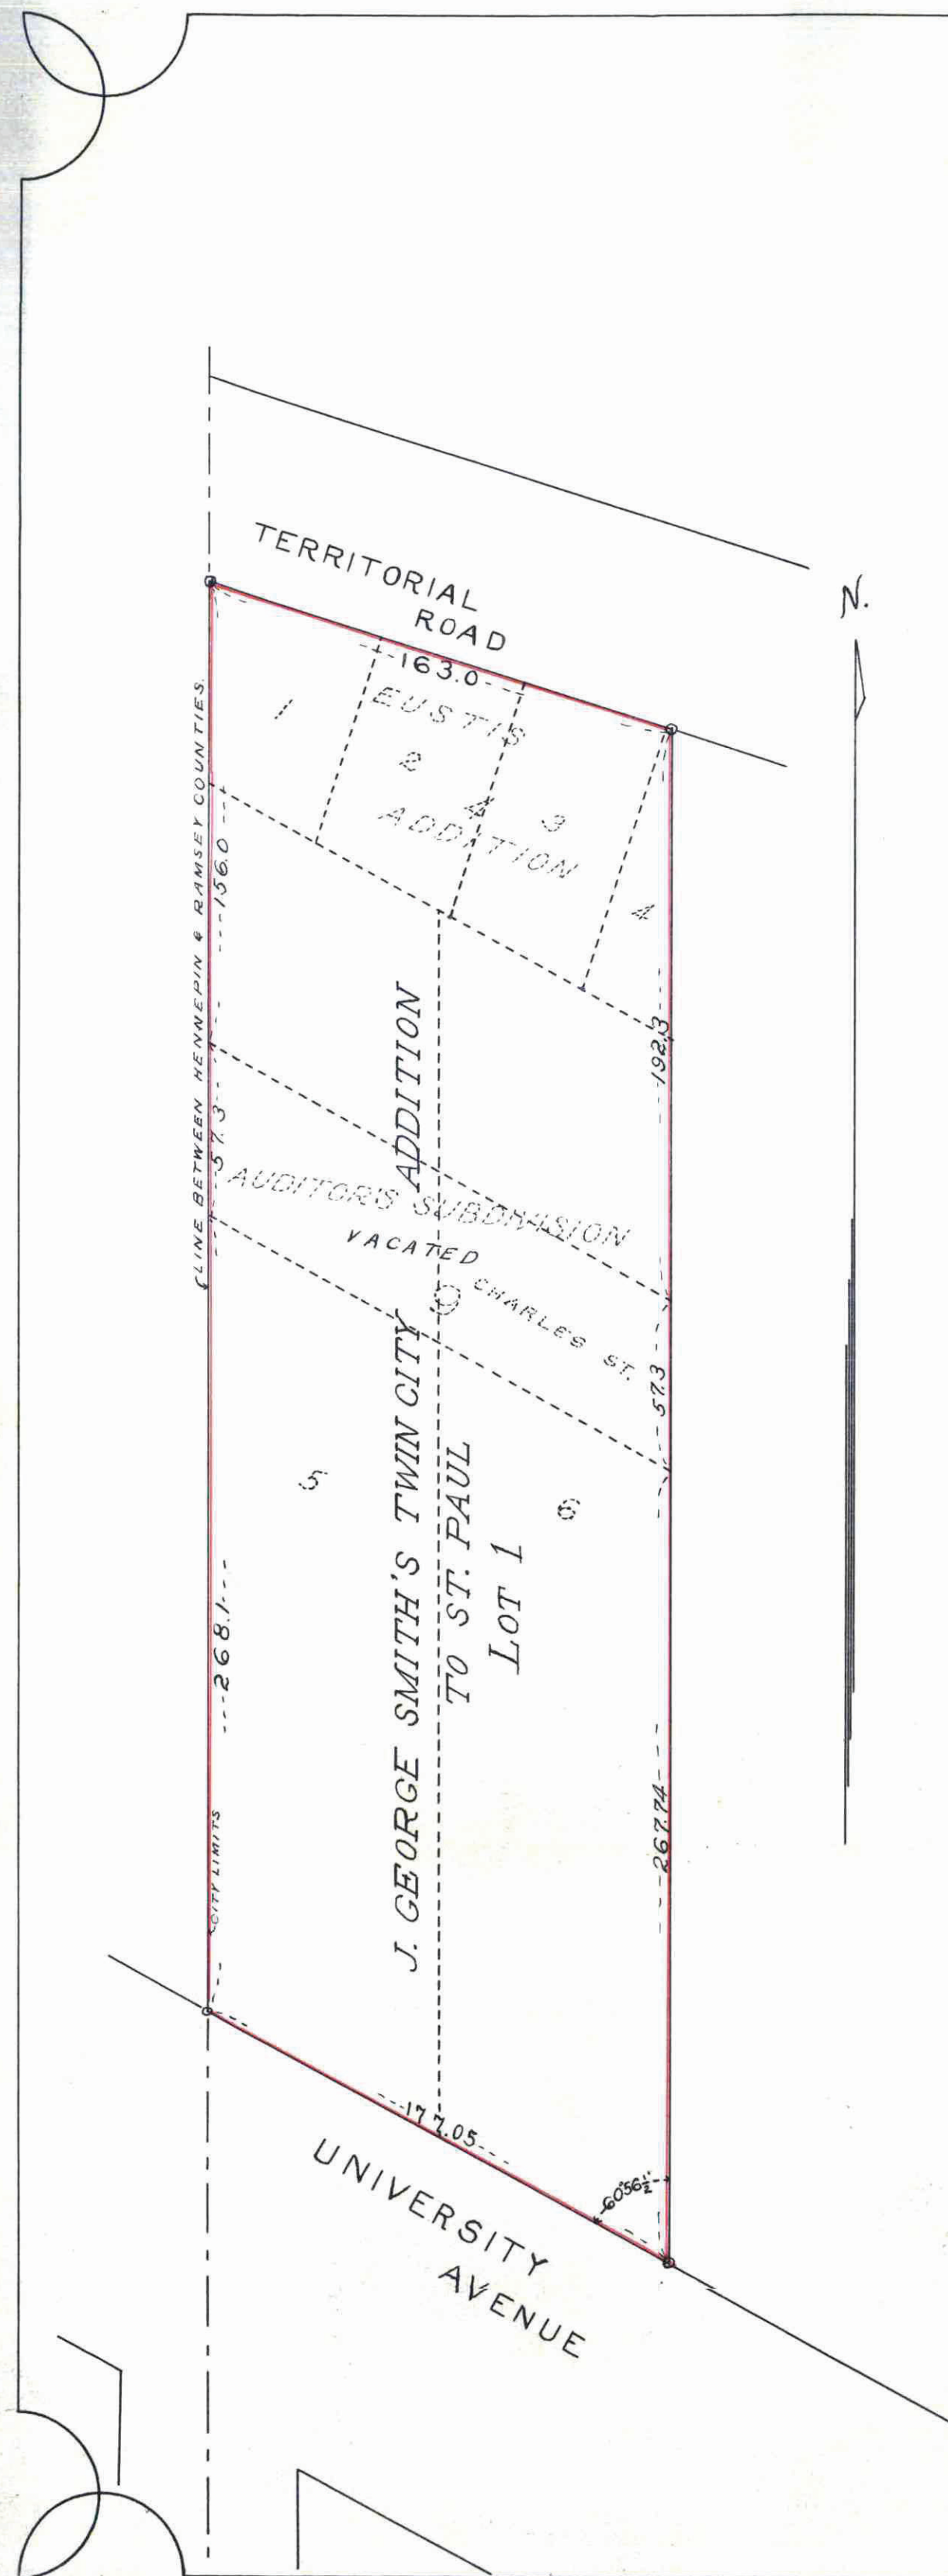 TERRITORIAL
ROAD
N.
163.0
EUSTIS
1
2
4
3
ADDITION
4
(LINE BETWEEN HENNEPIN & RAMSEY COUNTIES.
156.0
192.3
57.3
AUDITOR'S SUBDIVISION
VACATED CHARLES ST.
9
57.3
5
6
J. GEORGE SMITH'S TWIN CITY ADDITION
TO ST. PAUL
LOT 1
268.1
267.74
CITY LIMITS
177.05
60°56½'
UNIVERSITY
AVENUE